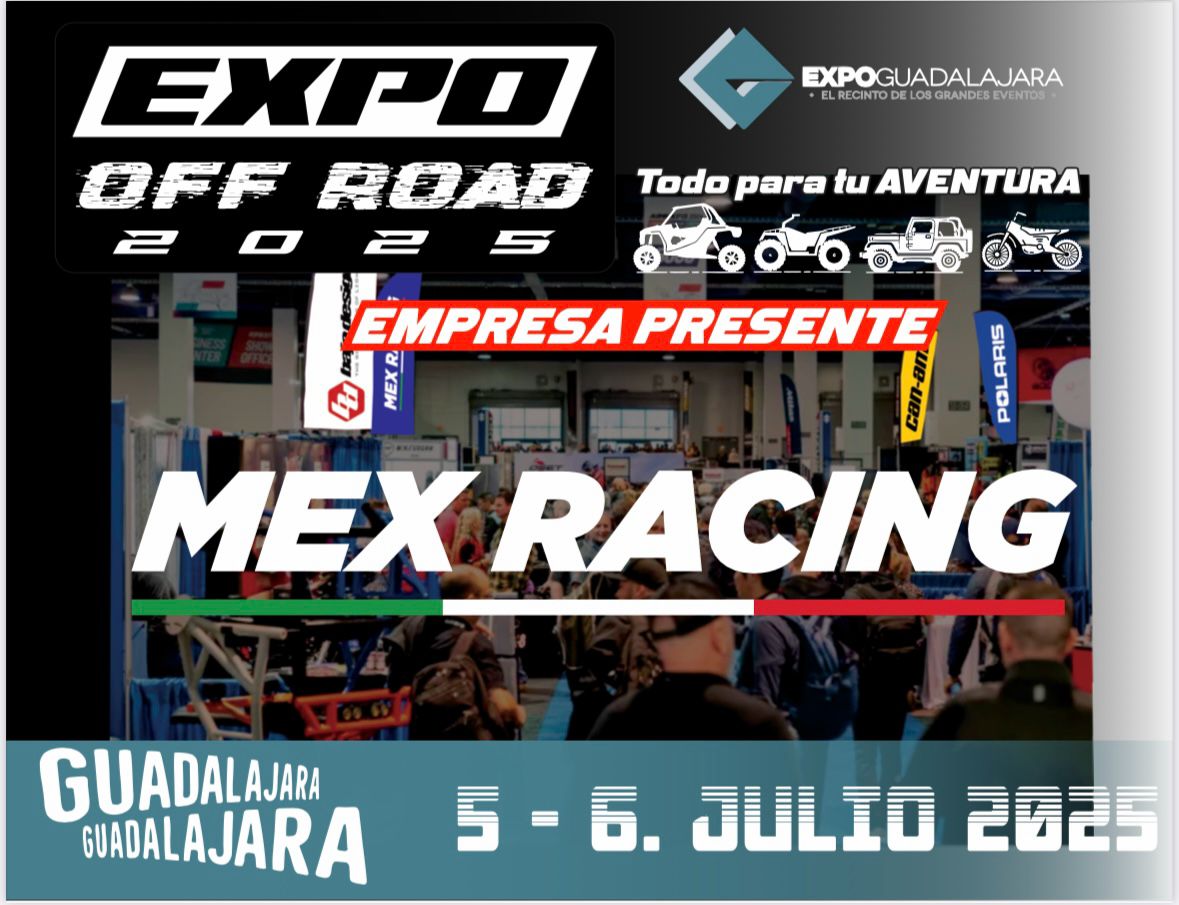 EXPO
OFF ROAD
2025
EXPOGUADALAJARA
• EL RECINTO DE LOS GRANDES EVENTOS •
Todo para tu AVENTURA
EMPRESA PRESENTE
MEX RA
can-am
POLARIS
MEX RACING
GUADALAJARA
GUADALAJARA
5 - 6. JULIO 2025